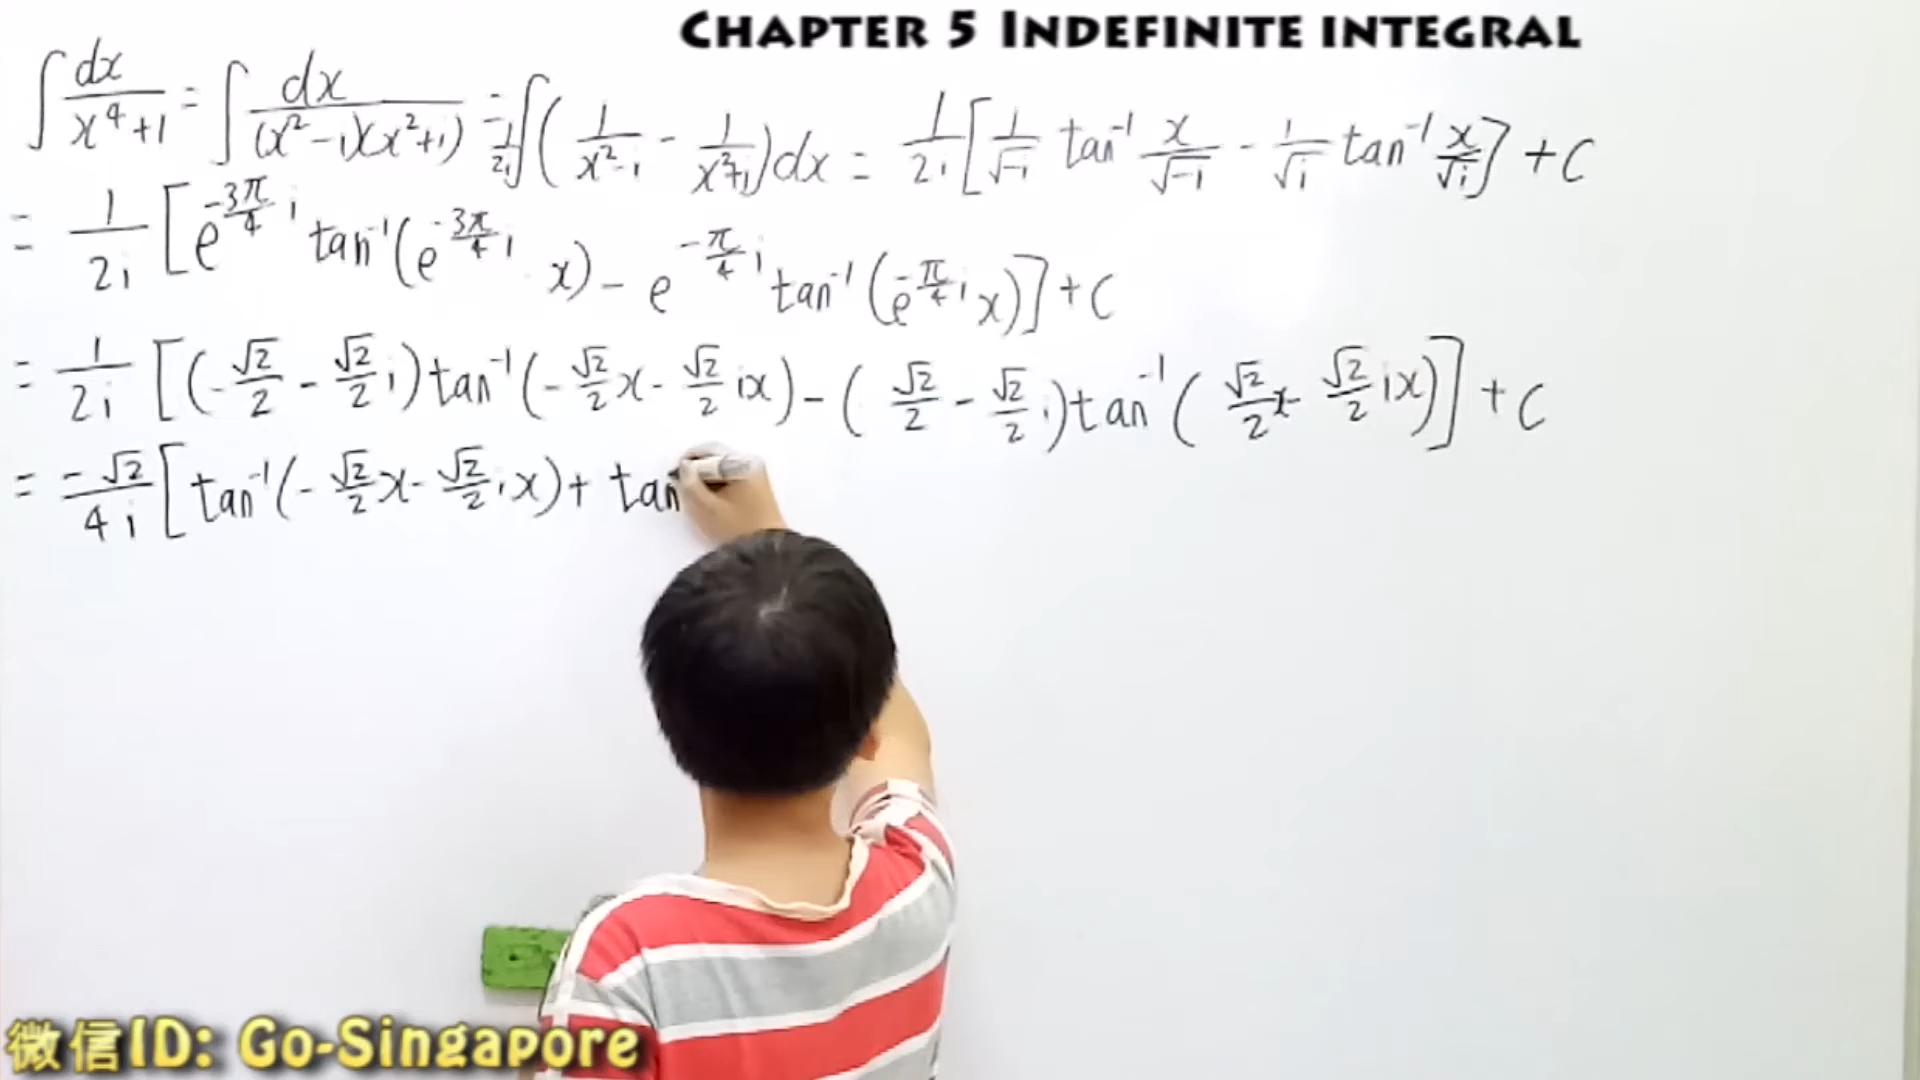 CHAPTER 5 INDEFINITE INTEGRAL
∫ dx/(x⁴+1) = ∫ dx/((x²-i)(x²+i)) = 1/2i ∫ (1/(x²-i) - 1/(x²+i)) dx = 1/2i [1/√-i tan⁻¹ x/√-i - 1/√i tan⁻¹ x/√i] + C
= 1/2i [e^(-3π/4 i) tan⁻¹(e^(-3π/4 i) x) - e^(-π/4 i) tan⁻¹(e^(-π/4 i) x)] + C
= 1/2i [(-√2/2 - √2/2 i) tan⁻¹(-√2/2 x - √2/2 ix) - (√2/2 - √2/2 i) tan⁻¹(√2/2 x - √2/2 ix)] + C
= -√2/4i [tan⁻¹(-√2/2 x - √2/2 ix) + tan
微信ID: Go-Singapore